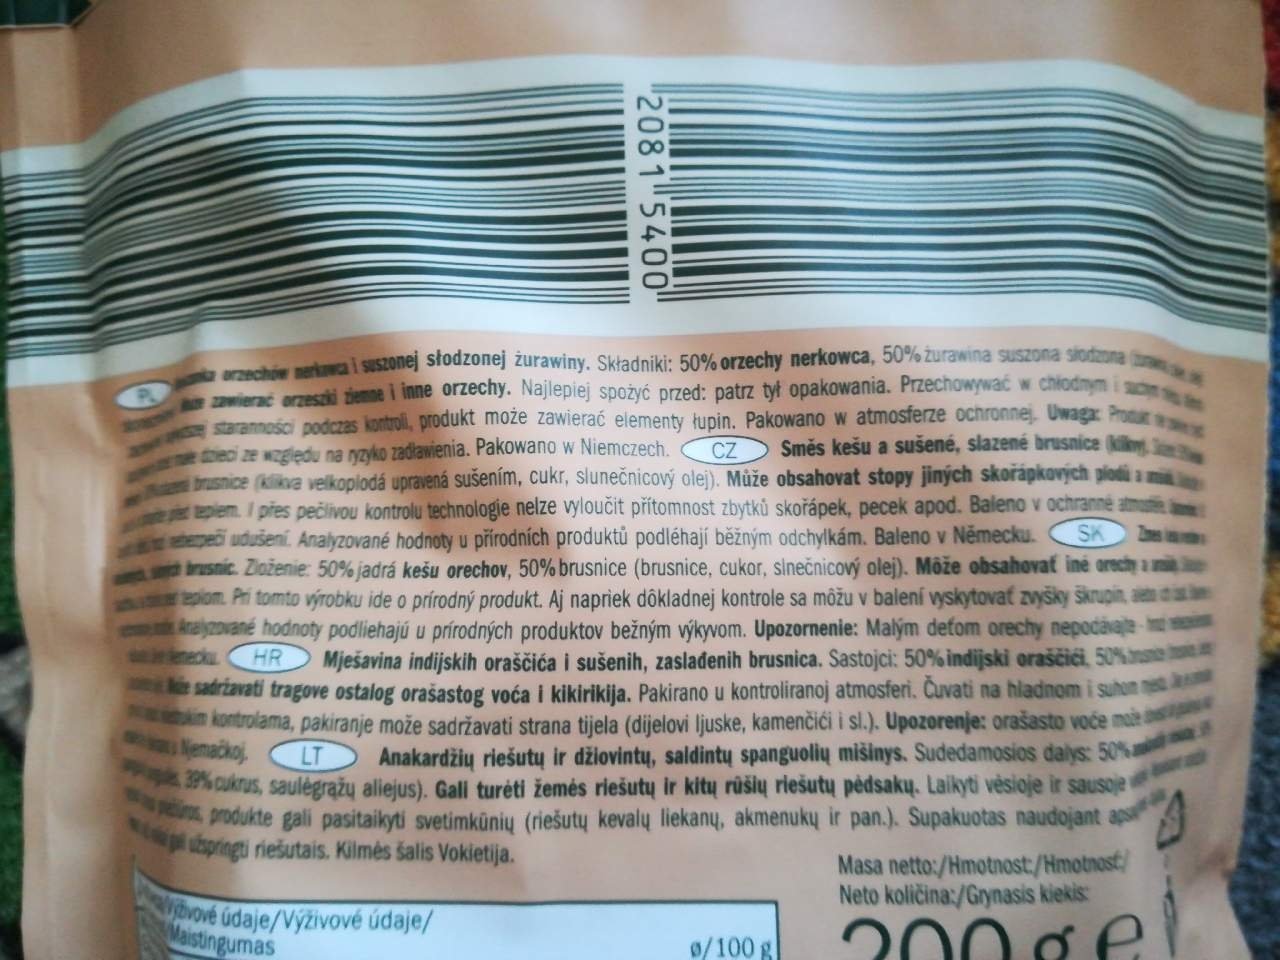 2081 5400
PL orzechów nerkowca i suszonej słodzonej żurawiny. Składniki: 50% orzechy nerkowca, 50% żurawina suszona słodzona
zawierać orzeszki ziemne i inne orzechy. Najlepiej spożyć przed: patrz tył opakowania. Przechowywać w chłodnym i suchym
staranności podczas kontroli, produkt może zawierać elementy łupin. Pakowano w atmosferze ochronnej. Uwaga: Produkt
dzieci ze względu na ryzyko zadławienia. Pakowano w Niemczech. CZ Směs kešu a sušené, slazené brusnice
brusnice (klikva velkoplodá upravená sušením, cukr, slunečnicový olej). Může obsahovat stopy jiných skořápkových plodů a
teplem. I přes pečlivou kontrolu technologie nelze vyloučit přítomnost zbytků skořápek, pecek apod. Baleno v ochranné
nebezpečí udušení. Analyzované hodnoty u přírodních produktů podléhají běžným odchylkám. Baleno v Německu. SK Zmes
brusnic. Zloženie: 50% jadrá kešu orechov, 50% brusnice (brusnice, cukor, slnečnicový olej). Môže obsahovať iné orechy a
teplom. Pri tomto výrobku ide o prírodný produkt. Aj napriek dôkladnej kontrole sa môžu v balení vyskytovať zvyšky škrupín,
Analyzované hodnoty podliehajú u prírodných produktov bežným výkyvom. Upozornenie: Malým deťom orechy nepodávajte - hrozí
HR Mješavina indijskih oraščića i sušenih, zaslađenih brusnica. Sastojci: 50% indijski oraščići, 50%
sadržavati tragove ostalog orašastog voća i kikirikija. Pakirano u kontroliranoj atmosferi. Čuvati na hladnom i suhom
kontrolama, pakiranje može sadržavati strana tijela (dijelovi ljuske, kamenčići i sl.). Upozorenje: orašasto voće može
u Njemačkoj. LT Anakardžių riešutų ir džiovintų, saldintų spanguolių mišinys. Sudedamosios dalys: 50%
39% cukrus, saulėgrąžų aliejus). Gali turėti žemės riešutų ir kitų rūšių riešutų pėdsakų. Laikyti vėsioje ir sausoje
produkte gali pasitaikyti svetimkūnių (riešutų kevalų liekanų, akmenukų ir pan.). Supakuotas naudojant
užspringti riešutais. Kilmės šalis Vokietija.
Masa netto:/Hmotnost:/Hmotnosť:/
Neto količina:/Grynasis kiekis:
200 g e
Výživové údaje/Výživové údaje/
Maistingumas
ø/100 g